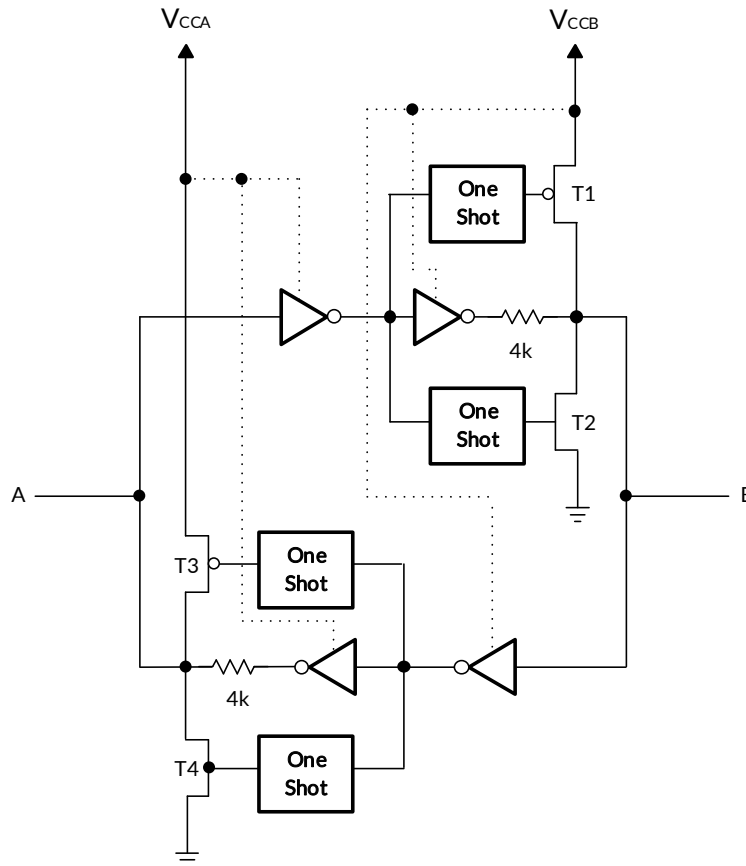 VCCA
VCCB
One
Shot
T1
4k
One
Shot
T2
A
B
T3
One
Shot
4k
T4
One
Shot